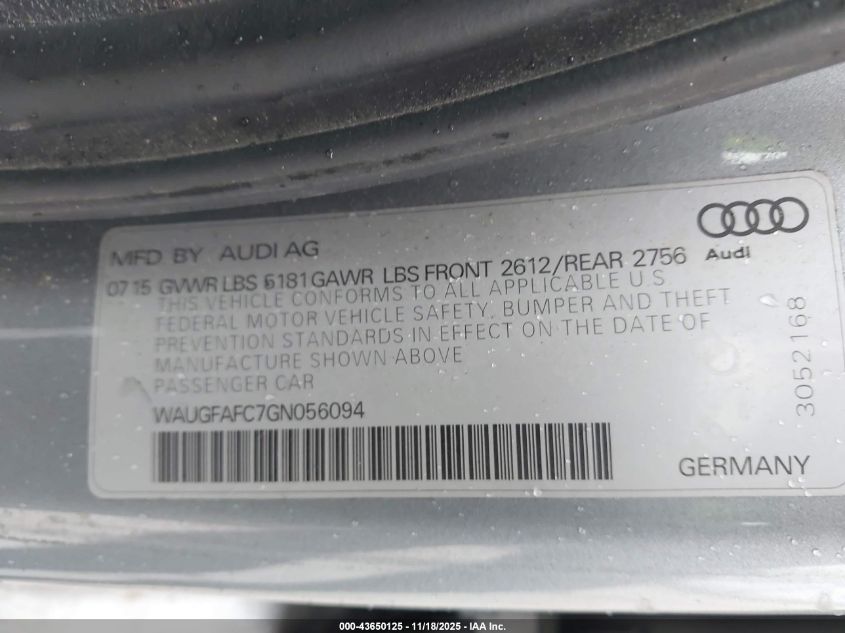 MFD BY AUDI AG
Audi
07 15 GVWR LBS 5181 GAWR LBS FRONT 2612/REAR 2756
THIS VEHICLE CONFORMS TO ALL APPLICABLE U.S
FEDERAL MOTOR VEHICLE SAFETY, BUMPER AND THEFT
PREVENTION STANDARDS IN EFFECT ON THE DATE OF
MANUFACTURE SHOWN ABOVE
PASSENGER CAR
WAUGFAFC7GN056094
GERMANY
3052168
000-43650125 - 11/18/2025 - IAA Inc.